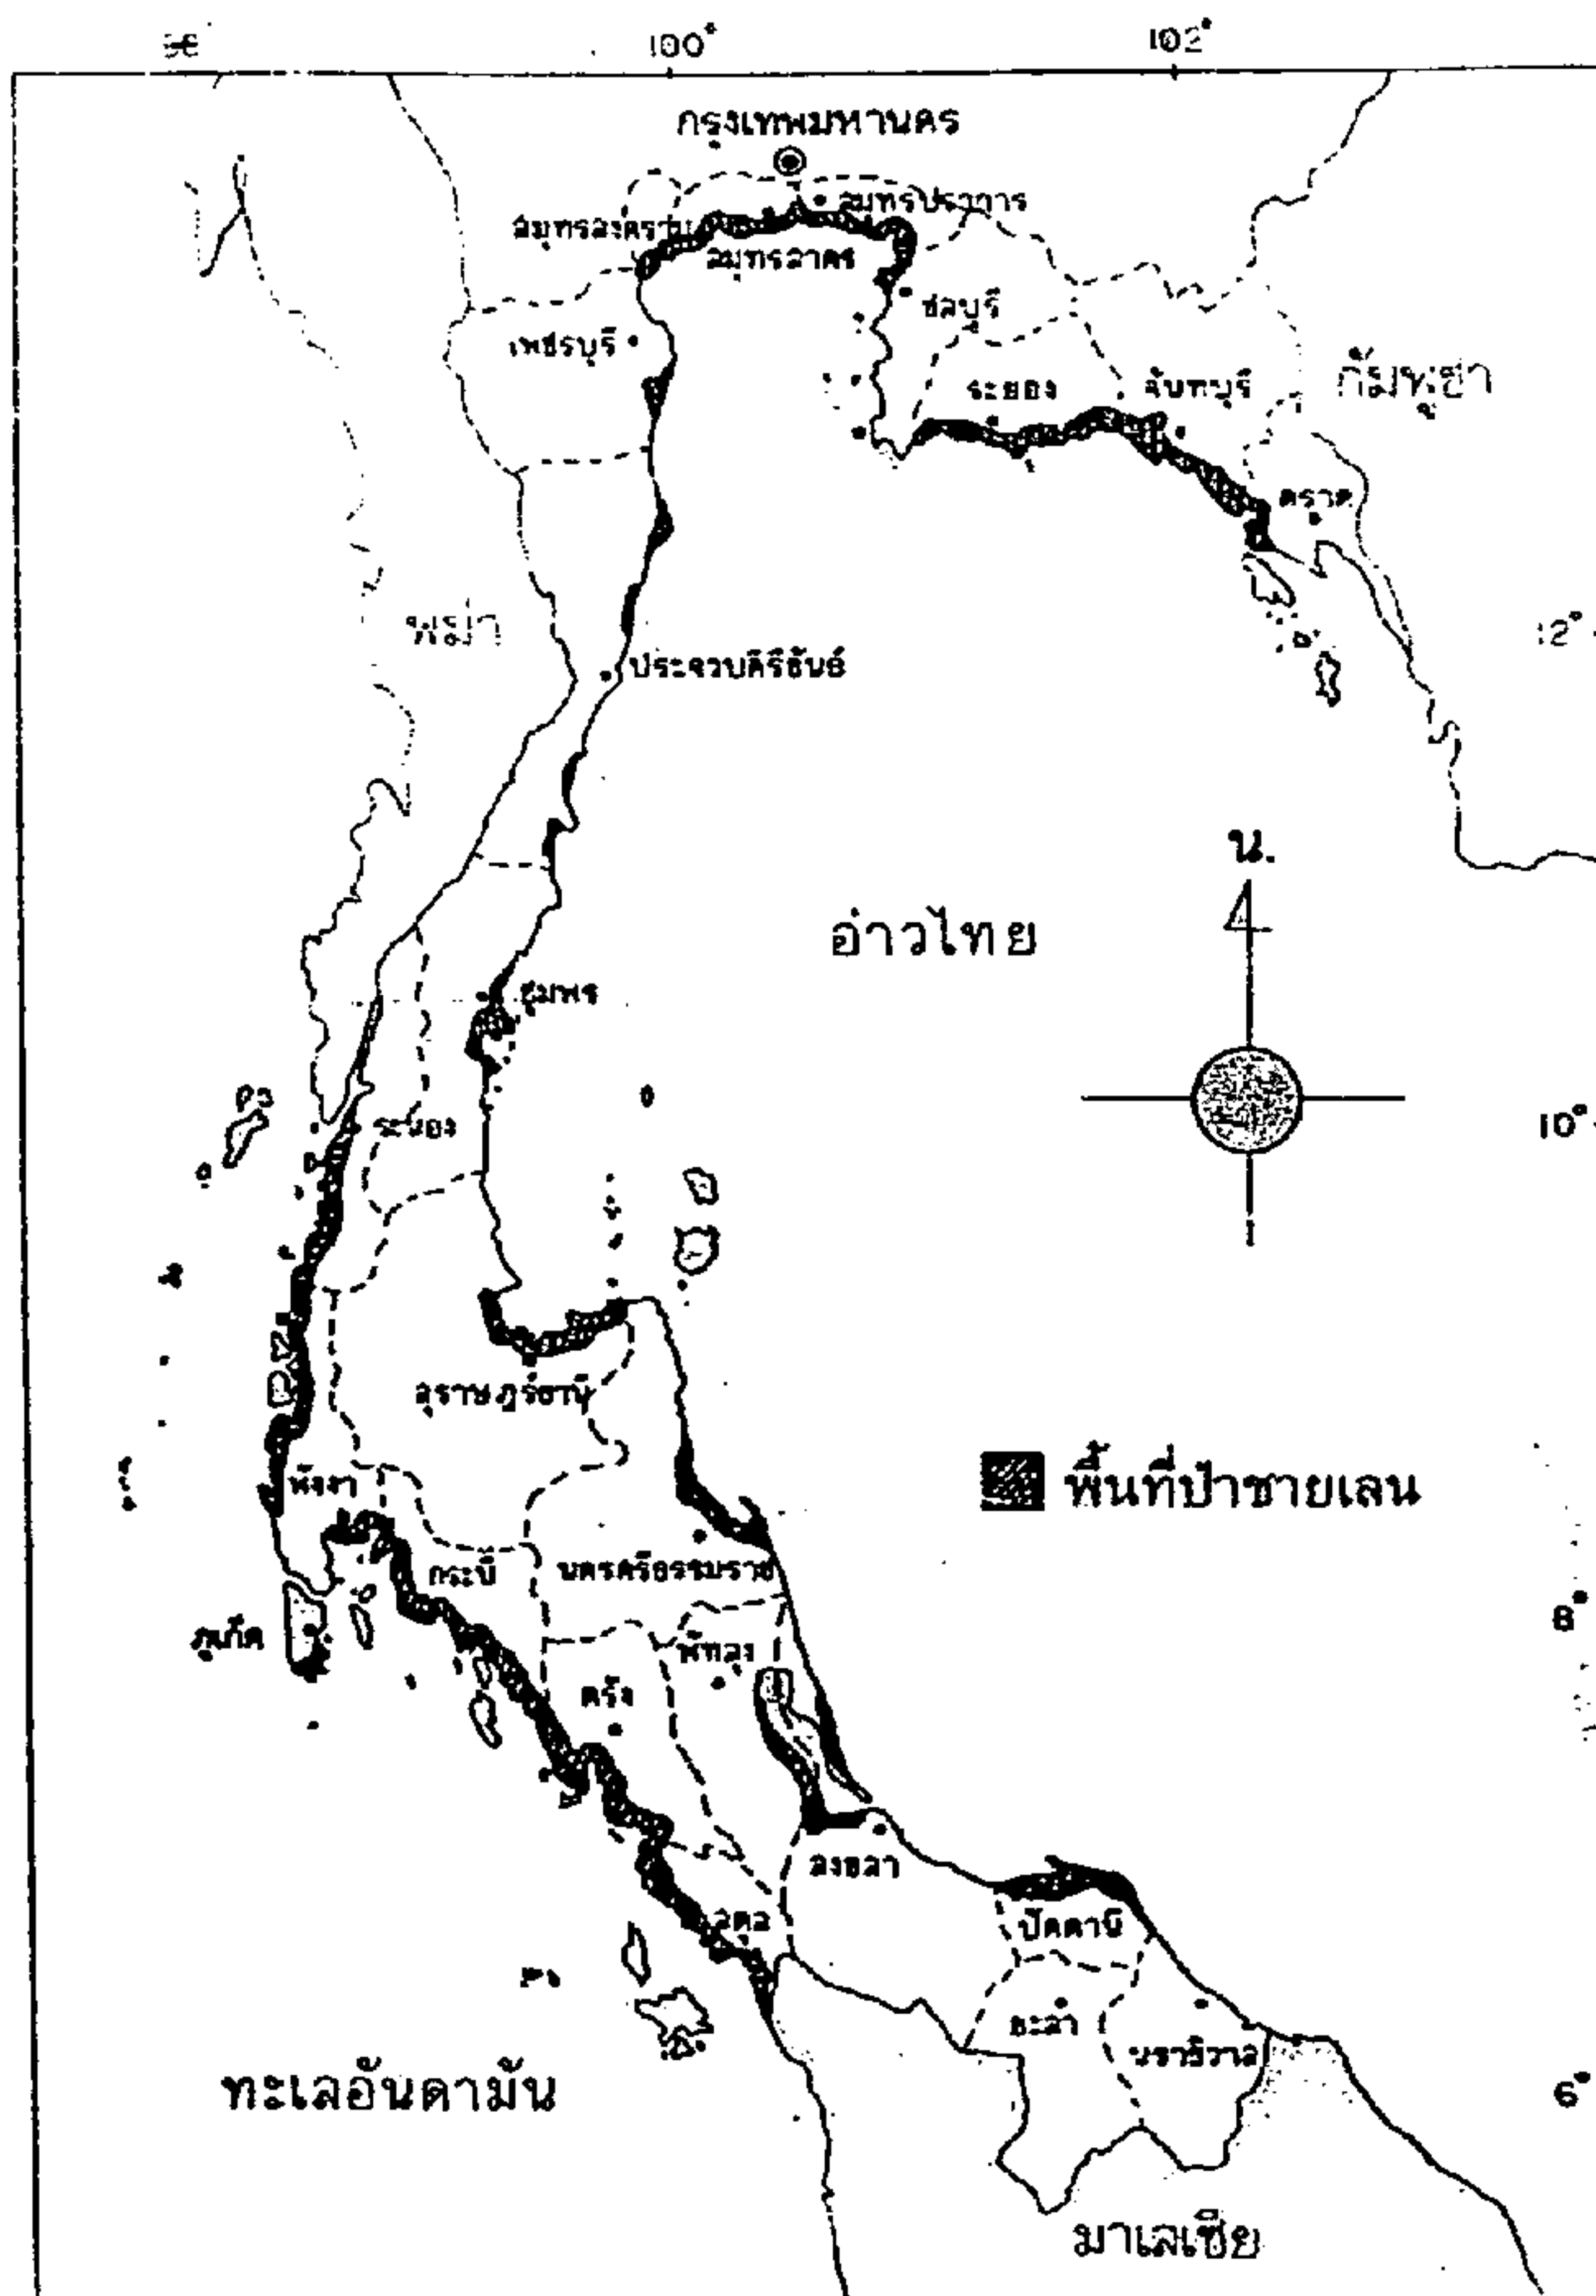 98°
100°
102°
กรุงเทพมหานคร
สมุทรปราการ
สมุทรสงคราม
สมุทรสาคร
ชลบุรี
เพชรบุรี
ระยอง
จันทบุรี
กัมพูชา
ตราด
พม่า
12°
ประจวบคีรีขันธ์
น.
อ่าวไทย
ชุมพร
ระนอง
10°
สุราษฎร์ธานี
พังงา
พื้นที่ป่าชายเลน
กระบี่
นครศรีธรรมราช
8°
ภูเก็ต
พัทลุง
ตรัง
สงขลา
สตูล
ปัตตานี
ยะลา
นราธิวาส
ทะเลอันดามัน
6°
มาเลเซีย